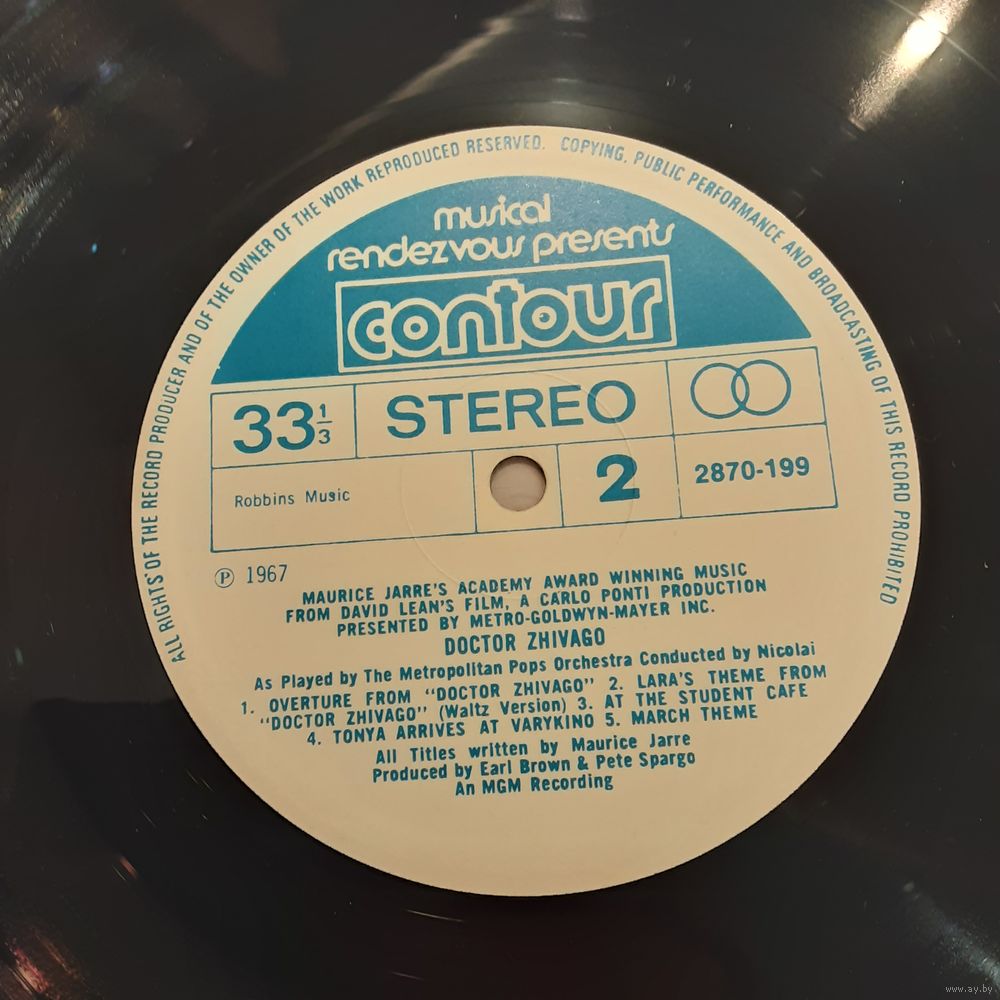 ALL RIGHTS OF THE RECORD PRODUCER AND OF THE OWNER OF THE WORK REPRODUCED RESERVED. COPYING, PUBLIC PERFORMANCE AND BROADCASTING OF THIS RECORD PROHIBITED
musical
rendezvous presents
contour
33 1/3 STEREO
Robbins Music 2 2870-199
Ⓟ 1967
MAURICE JARRE'S ACADEMY AWARD WINNING MUSIC
FROM DAVID LEAN'S FILM, A CARLO PONTI PRODUCTION
PRESENTED BY METRO-GOLDWYN-MAYER INC.
DOCTOR ZHIVAGO
As Played by The Metropolitan Pops Orchestra Conducted by Nicolai
1. OVERTURE FROM "DOCTOR ZHIVAGO" 2. LARA'S THEME FROM
"DOCTOR ZHIVAGO" (Waltz Version) 3. AT THE STUDENT CAFE
4. TONYA ARRIVES AT VARYKINO 5. MARCH THEME
All Titles written by Maurice Jarre
Produced by Earl Brown & Pete Spargo
An MGM Recording
www.ay.by